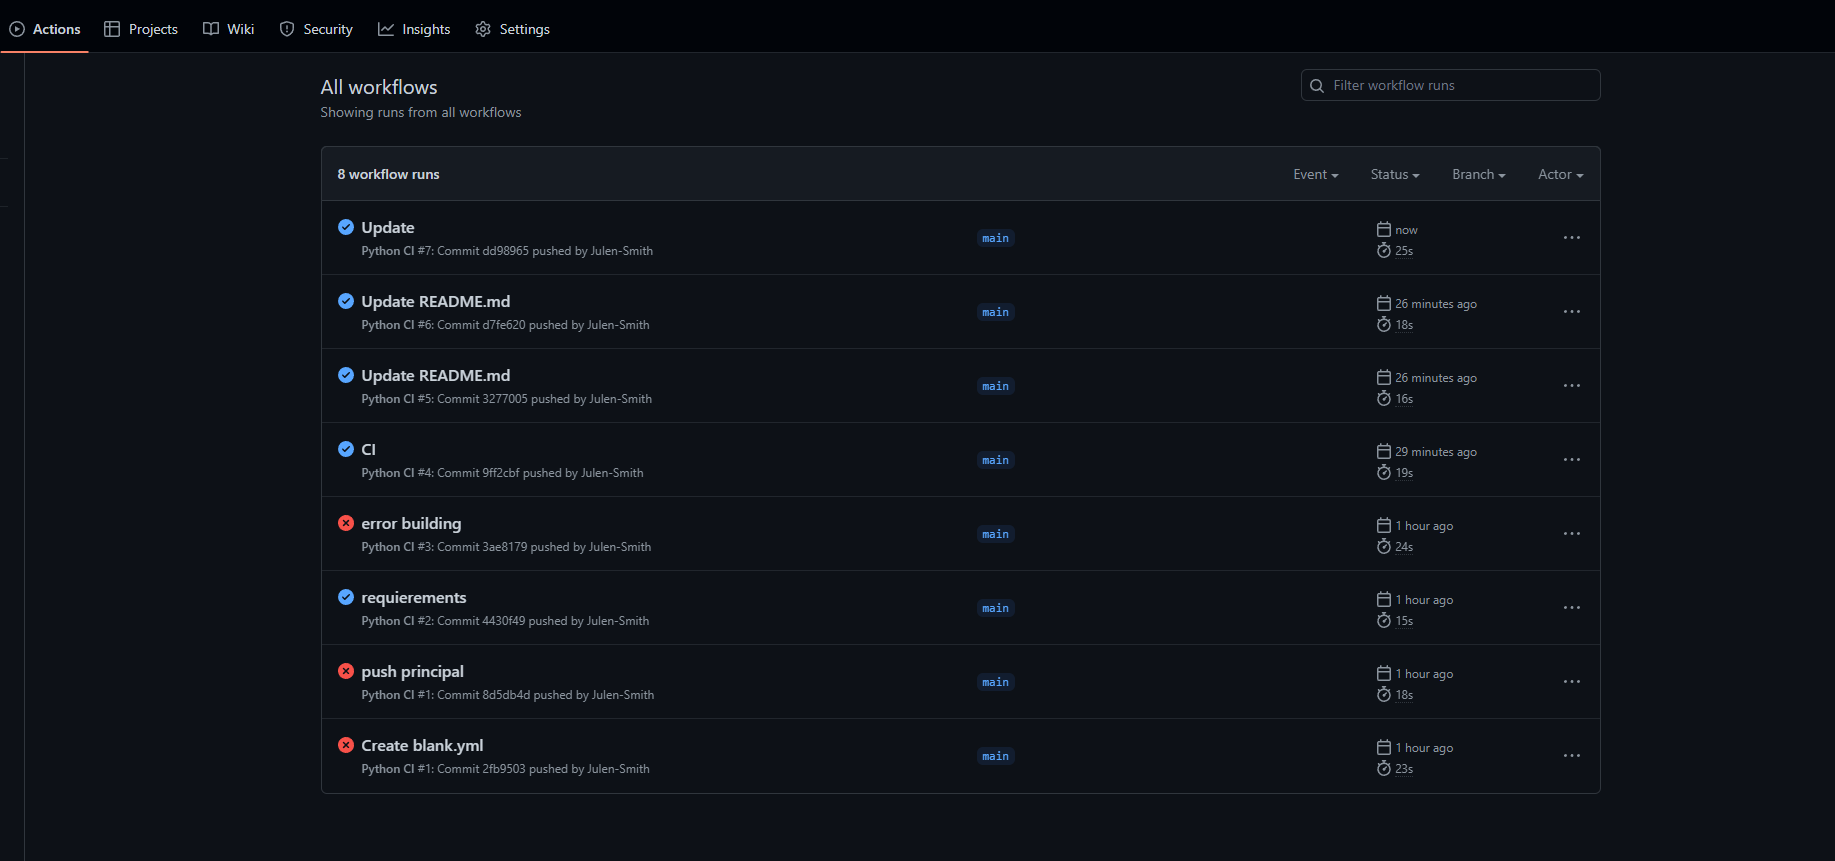 Actions Projects Wiki Security Insights Settings
All workflows
Filter workflow runs
Showing runs from all workflows
8 workflow runs Event Status Branch Actor
Update
main
now
Python CI #7: Commit dd98965 pushed by Julen-Smith
25s
Update README.md
main
26 minutes ago
Python CI #6: Commit d7fe620 pushed by Julen-Smith
18s
Update README.md
main
26 minutes ago
Python CI #5: Commit 3277005 pushed by Julen-Smith
16s
CI
main
29 minutes ago
Python CI #4: Commit 9ff2cbf pushed by Julen-Smith
19s
error building
main
1 hour ago
Python CI #3: Commit 3ae8179 pushed by Julen-Smith
24s
requierements
main
1 hour ago
Python CI #2: Commit 4430f49 pushed by Julen-Smith
15s
push principal
main
1 hour ago
Python CI #1: Commit 8d5db4d pushed by Julen-Smith
18s
Create blank.yml
main
1 hour ago
Python CI #1: Commit 2fb9503 pushed by Julen-Smith
23s